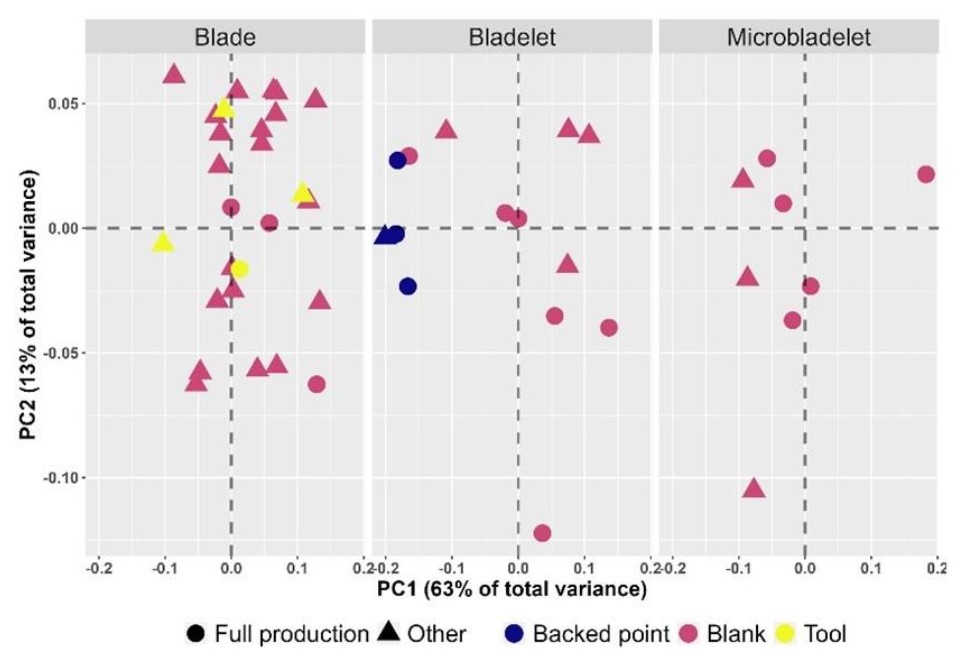 Blade Bladelet Microbladelet
0.05
0.00
-0.05
-0.10
PC2 (13% of total variance)
-0.2 -0.1 0.0 0.1 0.2 -0.2 -0.1 0.0 0.1 0.2 -0.2 -0.1 0.0 0.1 0.2
PC1 (63% of total variance)
Full production Other Backed point Blank Tool